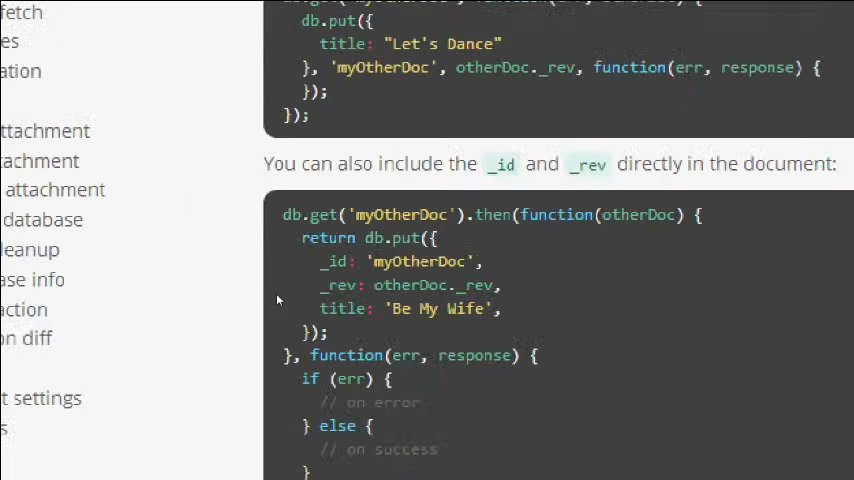 fetch
es
ation
ttachment
tachment
attachment
database
leanup
ase info
action
on diff
t settings
s
db.put({
title: "Let's Dance"
}, 'myOtherDoc', otherDoc._rev, function(err, response) {
});
});
You can also include the _id and _rev directly in the document:
db.get('myOtherDoc').then(function(otherDoc) {
return db.put({
_id: 'myOtherDoc',
_rev: otherDoc._rev,
title: 'Be My Wife',
});
}, function(err, response) {
if (err) {
// on error
} else {
// on success
}